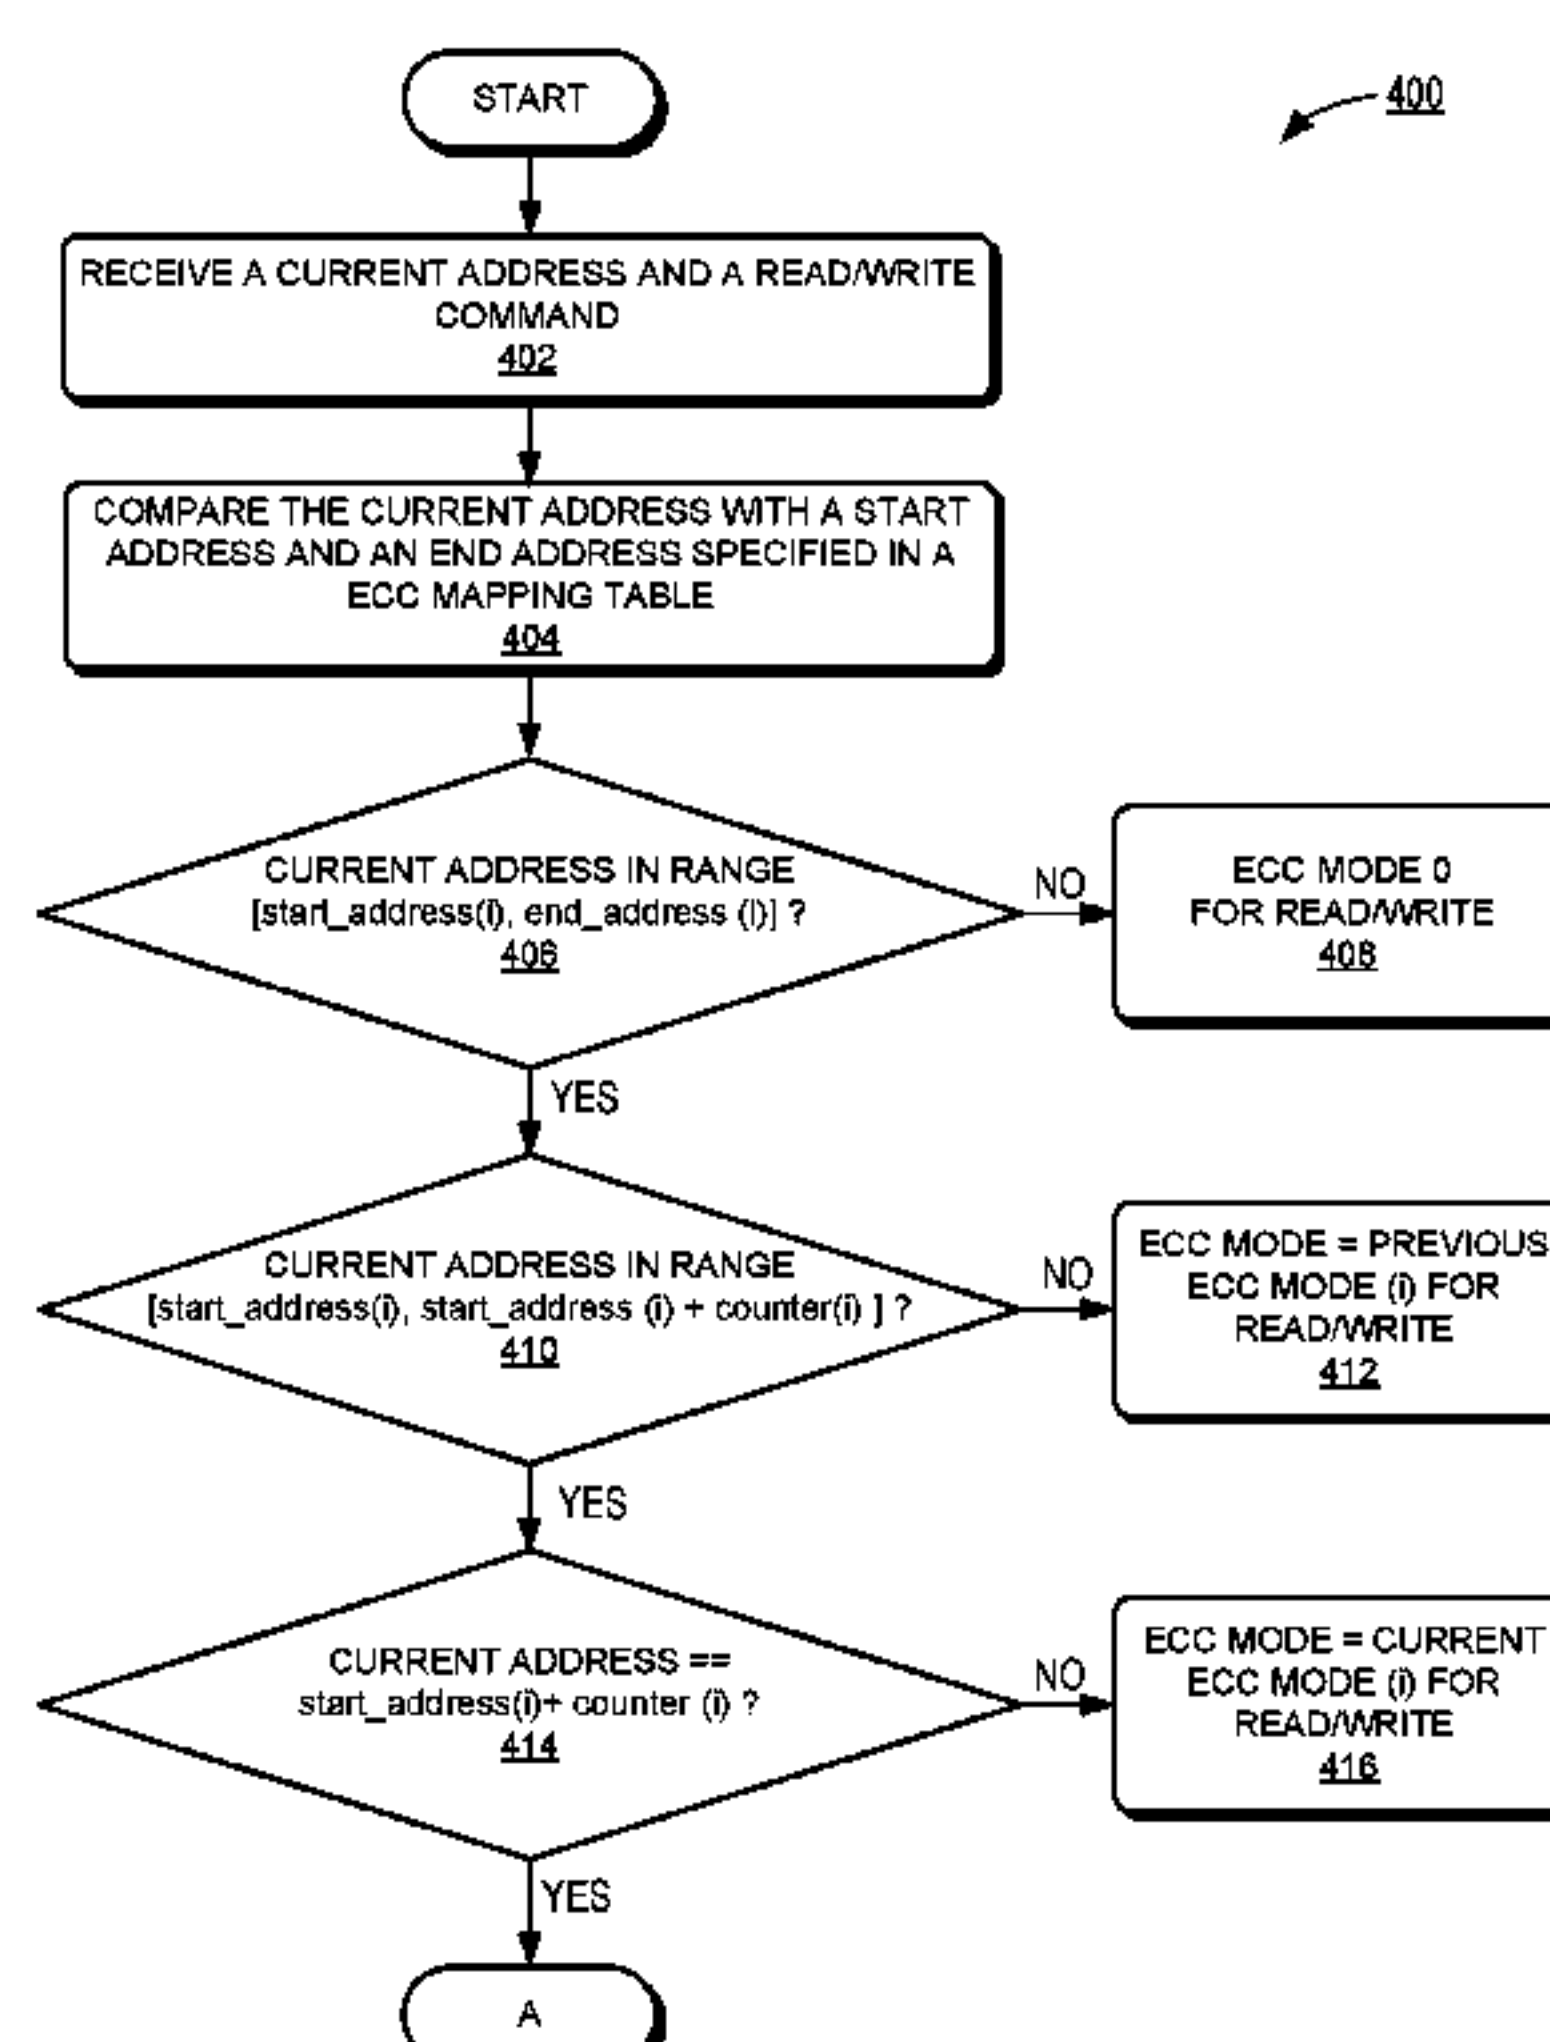 START
400
RECEIVE A CURRENT ADDRESS AND A READ/WRITE
COMMAND
402
COMPARE THE CURRENT ADDRESS WITH A START
ADDRESS AND AN END ADDRESS SPECIFIED IN A
ECC MAPPING TABLE
404
CURRENT ADDRESS IN RANGE
[start_address(i), end_address (i)] ?
406
NO
ECC MODE 0
FOR READ/WRITE
408
YES
CURRENT ADDRESS IN RANGE
[start_address(i), start_address (i) + counter(i) ] ?
410
NO
ECC MODE = PREVIOUS
ECC MODE (i) FOR
READ/WRITE
412
YES
CURRENT ADDRESS ==
start_address(i)+ counter (i) ?
414
NO
ECC MODE = CURRENT
ECC MODE (i) FOR
READ/WRITE
416
YES
A